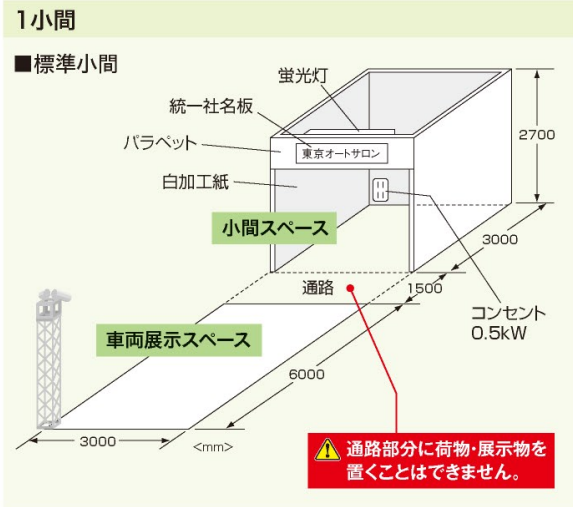 1小間
■標準小間
蛍光灯
統一社名板
パラペット
東京オートサロン
白加工紙
2700
小間スペース
3000
通路
1500
コンセント
0.5kW
車両展示スペース
6000
3000
<mm>
通路部分に荷物・展示物を
置くことはできません。